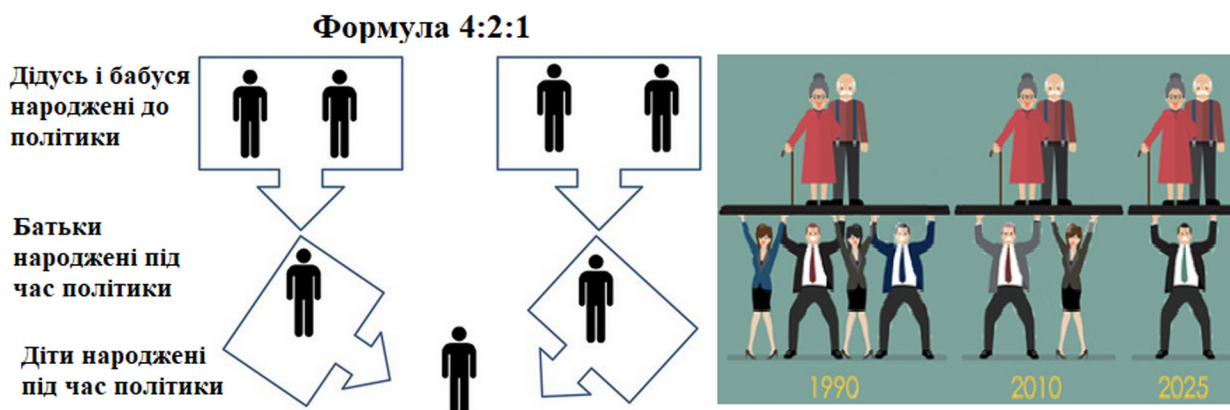 Формула 4:2:1
Дідусь і бабуся
народжені до
політики
Батьки
народжені під
час політики
Діти народжені
під час політики
1990
2010
2025